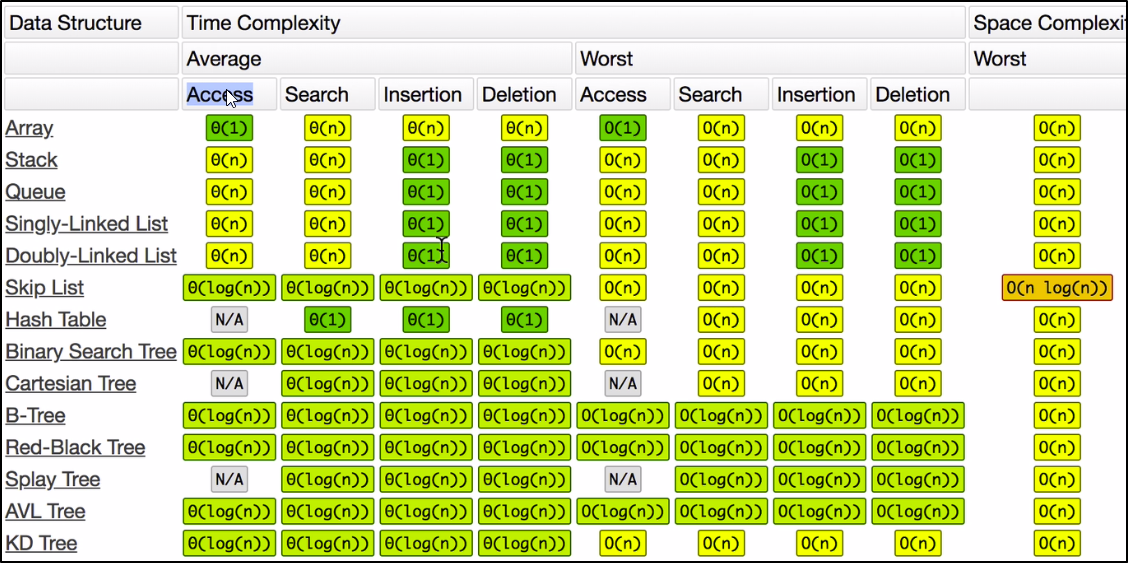 Data Structure Time Complexity Space Complexi
Average Worst Worst
Access Search Insertion Deletion Access Search Insertion Deletion
Array Θ(1) Θ(n) Θ(n) Θ(n) O(1) O(n) O(n) O(n) O(n)
Stack Θ(n) Θ(n) Θ(1) Θ(1) O(n) O(n) O(1) O(1) O(n)
Queue Θ(n) Θ(n) Θ(1) Θ(1) O(n) O(n) O(1) O(1) O(n)
Singly-Linked List Θ(n) Θ(n) Θ(1) Θ(1) O(n) O(n) O(1) O(1) O(n)
Doubly-Linked List Θ(n) Θ(n) Θ(1) Θ(1) O(n) O(n) O(1) O(1) O(n)
Skip List Θ(log(n)) Θ(log(n)) Θ(log(n)) Θ(log(n)) O(n) O(n) O(n) O(n) O(n log(n))
Hash Table N/A Θ(1) Θ(1) Θ(1) N/A O(n) O(n) O(n) O(n)
Binary Search Tree Θ(log(n)) Θ(log(n)) Θ(log(n)) Θ(log(n)) O(n) O(n) O(n) O(n) O(n)
Cartesian Tree N/A Θ(log(n)) Θ(log(n)) Θ(log(n)) N/A O(n) O(n) O(n) O(n)
B-Tree Θ(log(n)) Θ(log(n)) Θ(log(n)) Θ(log(n)) O(log(n)) O(log(n)) O(log(n)) O(log(n)) O(n)
Red-Black Tree Θ(log(n)) Θ(log(n)) Θ(log(n)) Θ(log(n)) O(log(n)) O(log(n)) O(log(n)) O(log(n)) O(n)
Splay Tree N/A Θ(log(n)) Θ(log(n)) Θ(log(n)) N/A O(log(n)) O(log(n)) O(log(n)) O(n)
AVL Tree Θ(log(n)) Θ(log(n)) Θ(log(n)) Θ(log(n)) O(log(n)) O(log(n)) O(log(n)) O(log(n)) O(n)
KD Tree Θ(log(n)) Θ(log(n)) Θ(log(n)) Θ(log(n)) O(n) O(n) O(n) O(n) O(n)